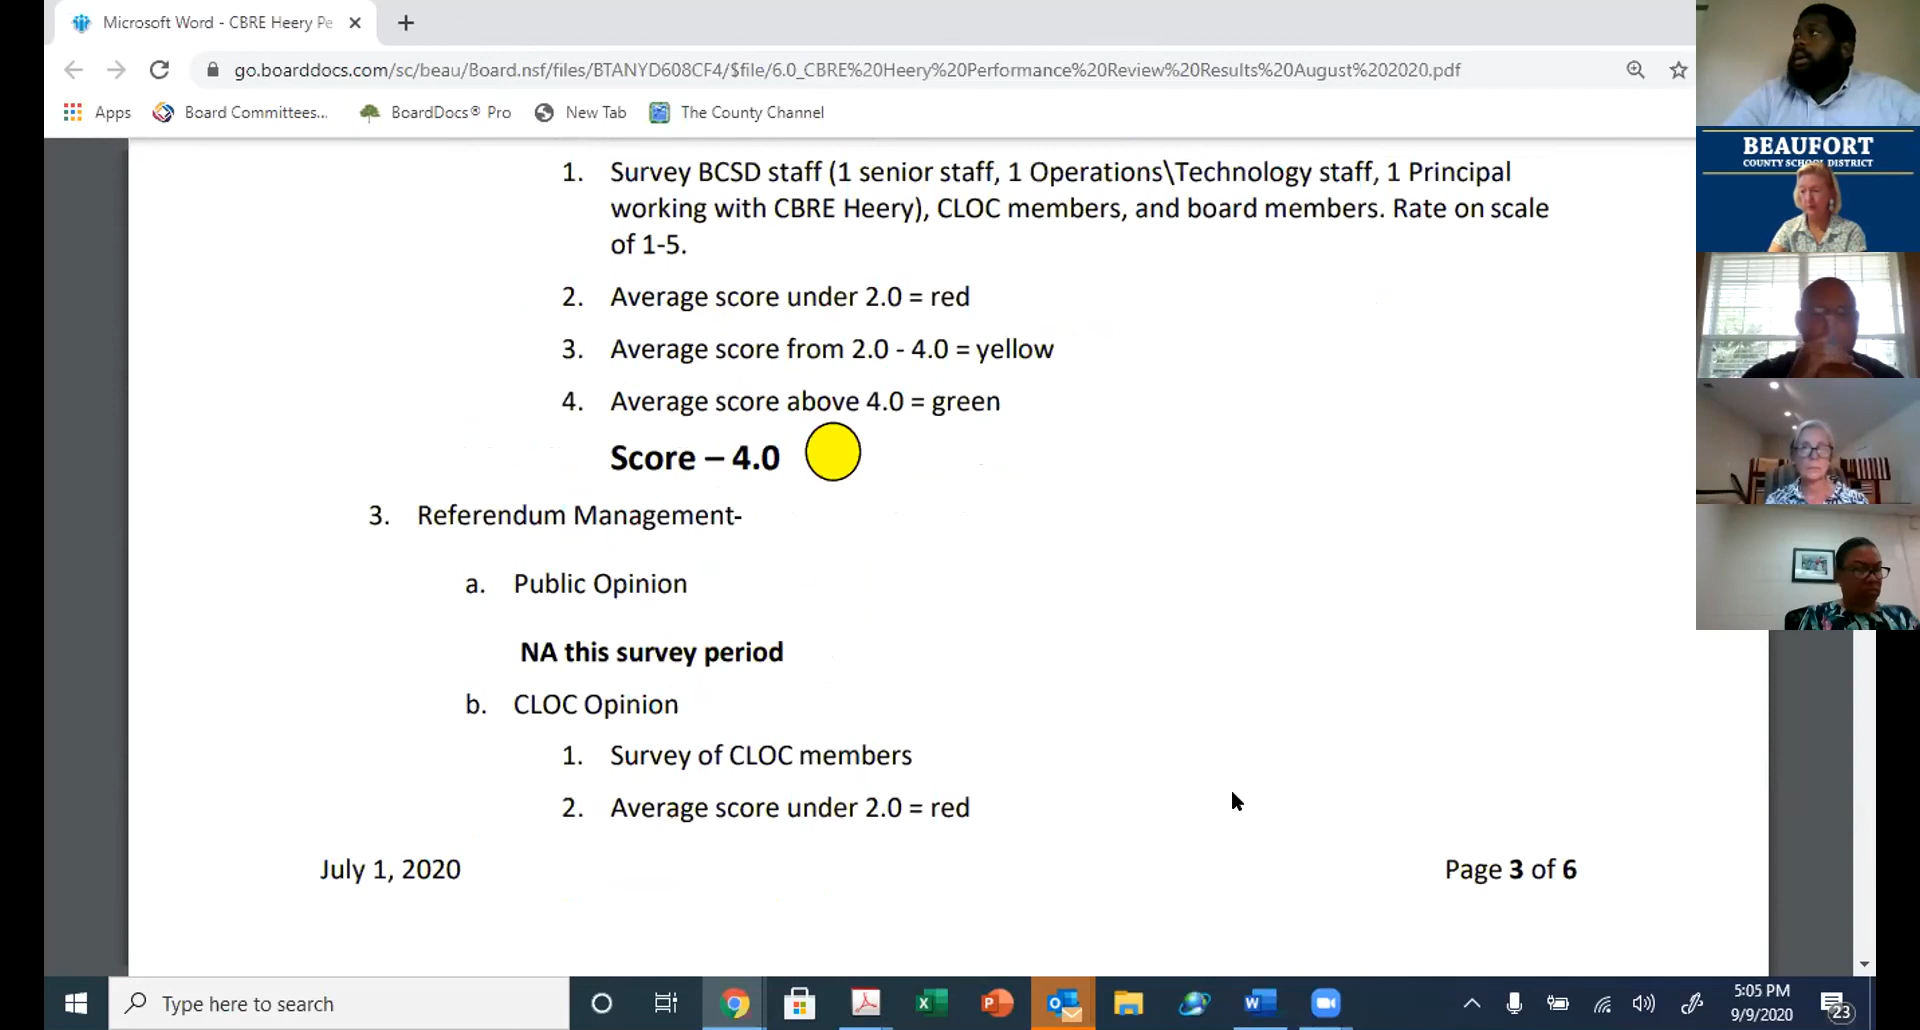 Microsoft Word - CBRE Heery Pe
go.boarddocs.com/sc/beau/Board.nsf/files/BTANYD608CF4/$file/6.0_CBRE%20Heery%20Performance%20Review%20Results%20August%202020.pdf
Apps Board Committees... BoardDocs® Pro New Tab The County Channel
BEAUFORT
COUNTY SCHOOL DISTRICT
1. Survey BCSD staff (1 senior staff, 1 Operations\Technology staff, 1 Principal
working with CBRE Heery), CLOC members, and board members. Rate on scale
of 1-5.
2. Average score under 2.0 = red
3. Average score from 2.0 - 4.0 = yellow
4. Average score above 4.0 = green
Score – 4.0
3. Referendum Management-
a. Public Opinion
NA this survey period
b. CLOC Opinion
1. Survey of CLOC members
2. Average score under 2.0 = red
July 1, 2020 Page 3 of 6
Type here to search
5:05 PM
9/9/2020
23